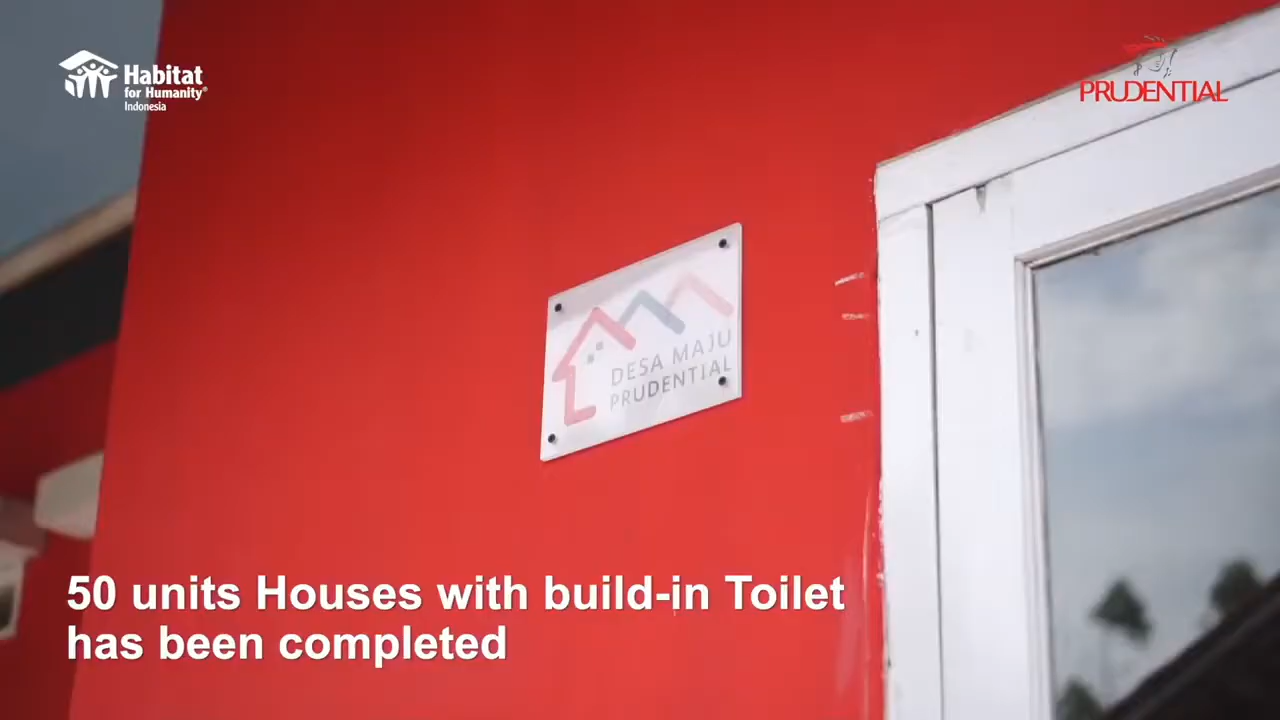 Habitat
for Humanity®
Indonesia
PRUDENTIAL
DESA MAJU
PRUDENTIAL
50 units Houses with build-in Toilet
has been completed